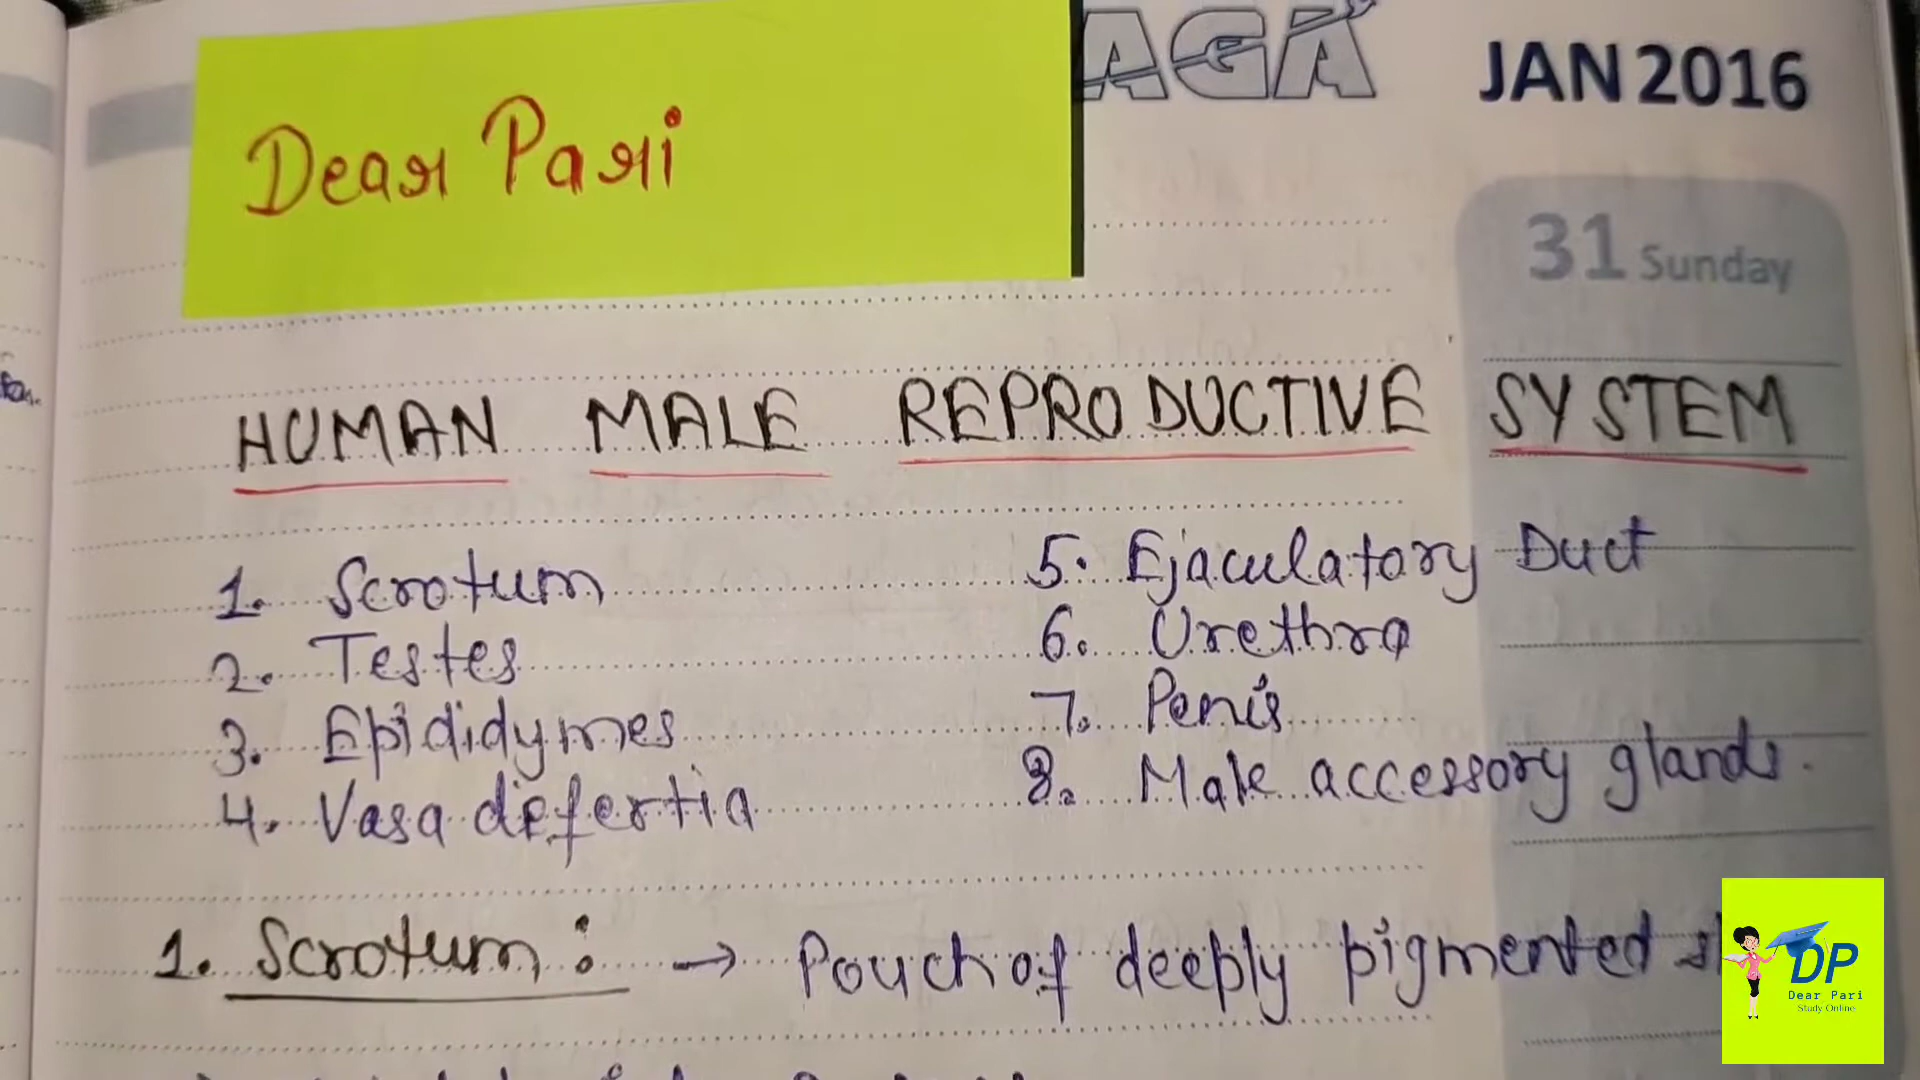 Dear Pari
AGA
JAN 2016
31 Sunday
HUMAN MALE REPRODUCTIVE SYSTEM
1. Scrotum
2. Testes
3. Epididymes
4. Vasa defertia
5. Ejaculatory Duct
6. Urethra
7. Penis
8. Male accessory glands.
1. Scrotum : → Pouch of deeply pigmented
DP
Dear Pari
Study Online